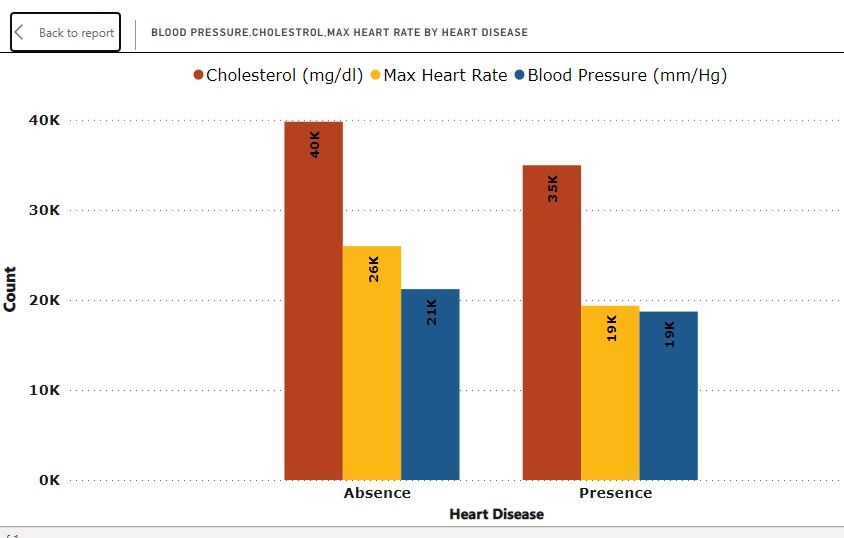 Back to report
BLOOD PRESSURE,CHOLESTROL,MAX HEART RATE BY HEART DISEASE
Cholesterol (mg/dl) Max Heart Rate Blood Pressure (mm/Hg)
40K
30K
20K
10K
0K
Count
40K
26K
21K
35K
19K
19K
Absence Presence
Heart Disease